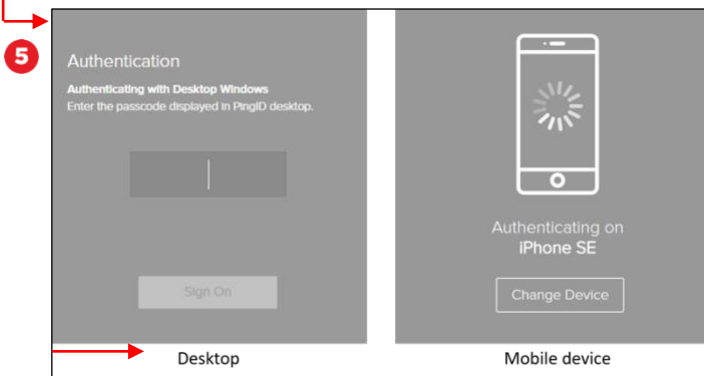 5
Authentication
Authenticating with Desktop Windows
Enter the passcode displayed in PingID desktop.
Sign On
Desktop
Authenticating on
iPhone SE
Change Device
Mobile device